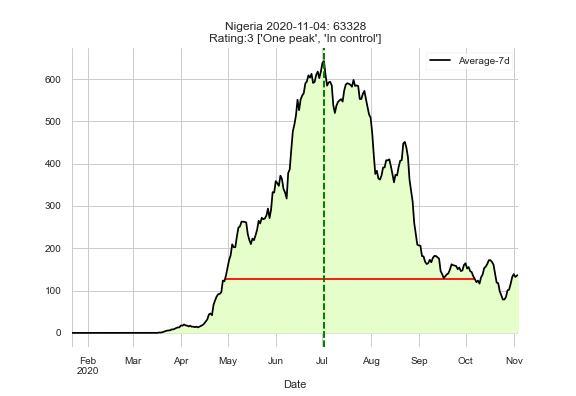 Nigeria 2020-11-04: 63328
Rating:3 ['One peak', 'In control']
Average-7d
600
500
400
300
200
100
0
Feb Mar Apr May Jun Jul Aug Sep Oct Nov
2020
Date